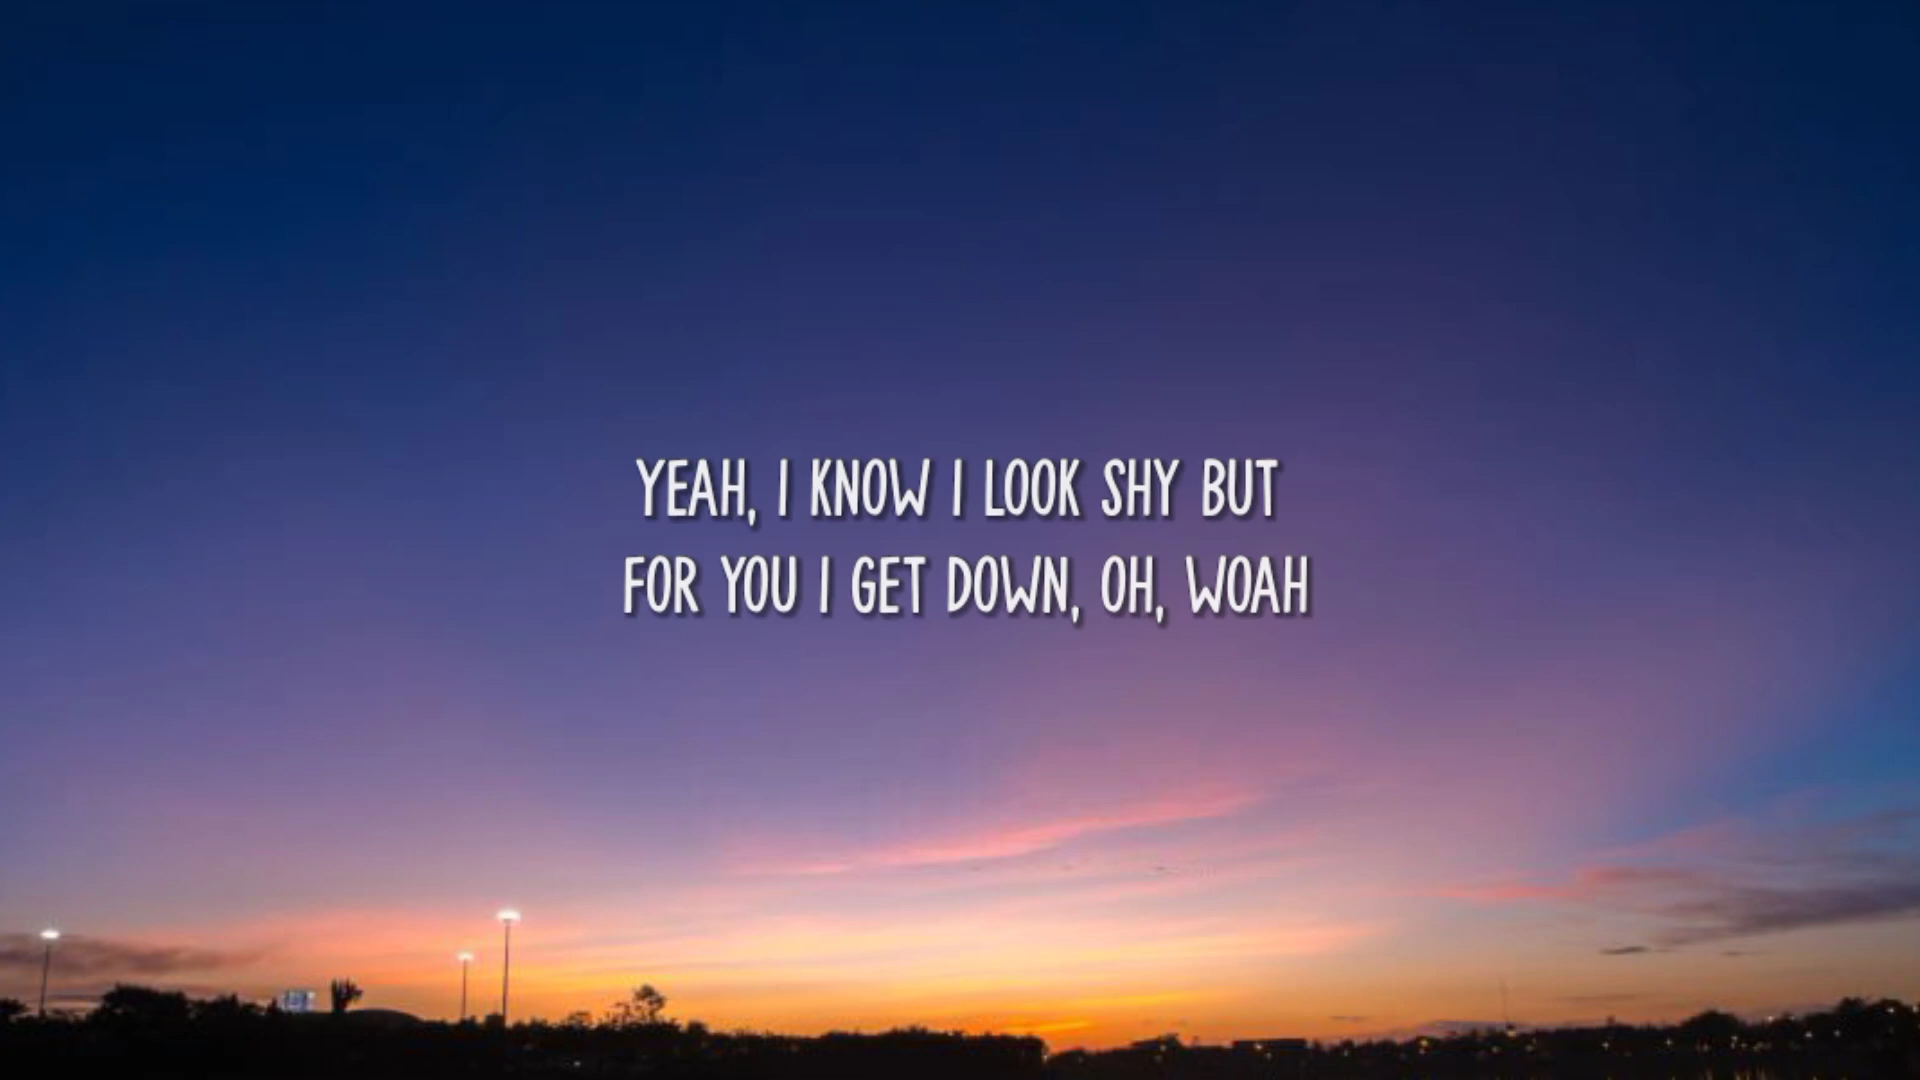 YEAH, I KNOW I LOOK SHY BUT
FOR YOU I GET DOWN, OH, WOAH